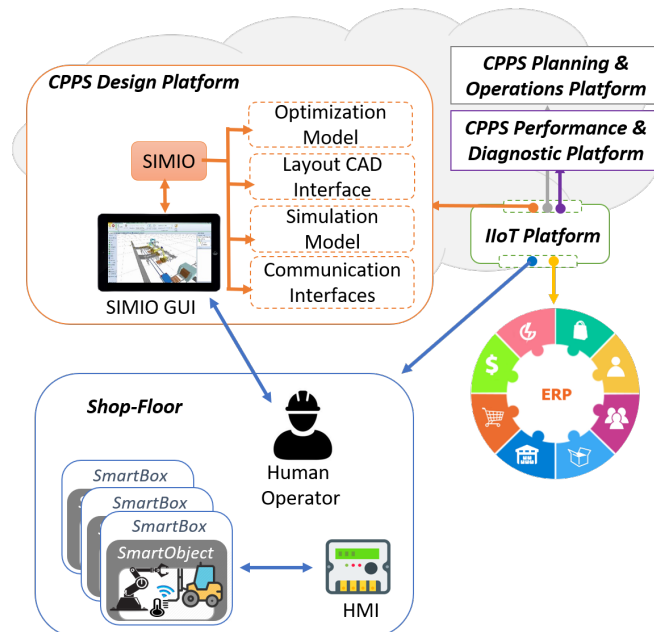 CPPS Design Platform
CPPS Planning &
Operations Platform
CPPS Performance &
Diagnostic Platform
Optimization
Model
SIMIO
Layout CAD
Interface
Simulation
Model
Communication
Interfaces
SIMIO GUI
IIoT Platform
$
ERP
Shop-Floor
Human
Operator
SmartBox
SmartBox
SmartBox
SmartObject
HMI